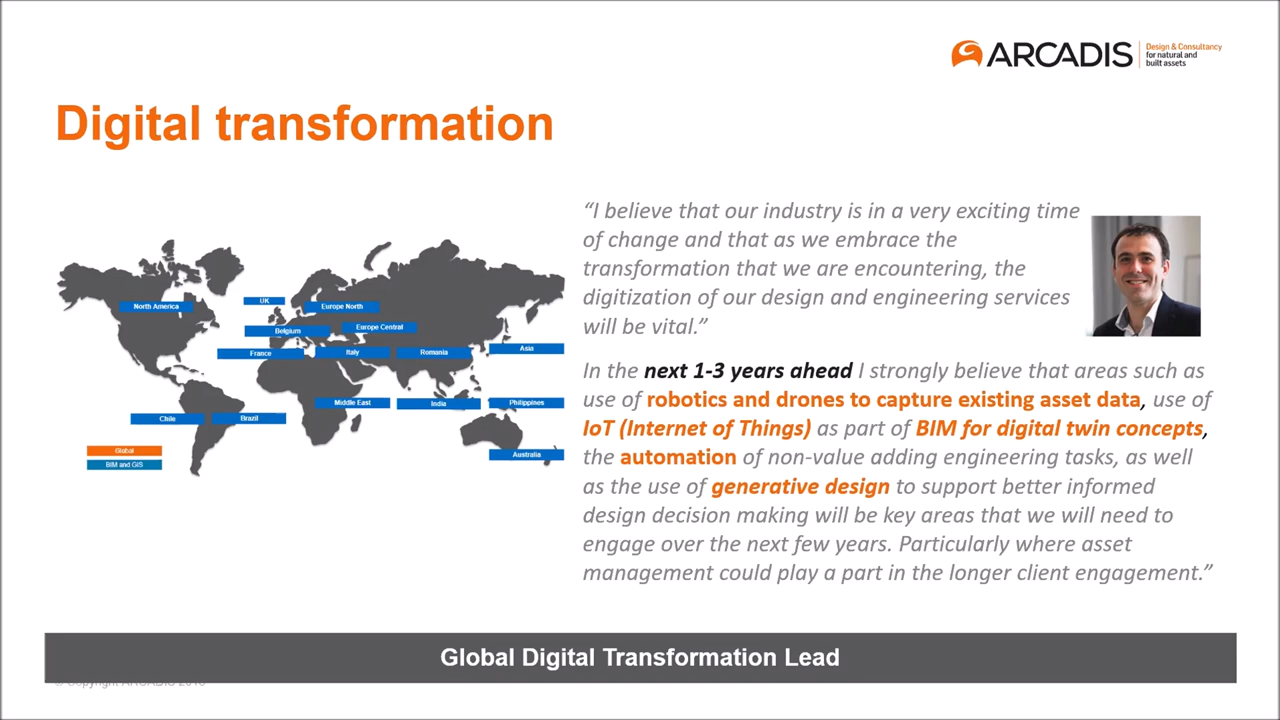 ARCADIS
Design & Consultancy
for natural and
built assets
Digital transformation
North America
UK
Europe North
Belgium
Europe Central
France
Italy
Romania
Asia
Middle East
India
Philippines
Chile
Brazil
Australia
Global
BIM and GIS
“I believe that our industry is in a very exciting time
of change and that as we embrace the
transformation that we are encountering, the
digitization of our design and engineering services
will be vital.”
In the next 1-3 years ahead I strongly believe that areas such as
use of robotics and drones to capture existing asset data, use of
IoT (Internet of Things) as part of BIM for digital twin concepts,
the automation of non-value adding engineering tasks, as well
as the use of generative design to support better informed
design decision making will be key areas that we will need to
engage over the next few years. Particularly where asset
management could play a part in the longer client engagement.”
Global Digital Transformation Lead
© Copyright ARCADIS